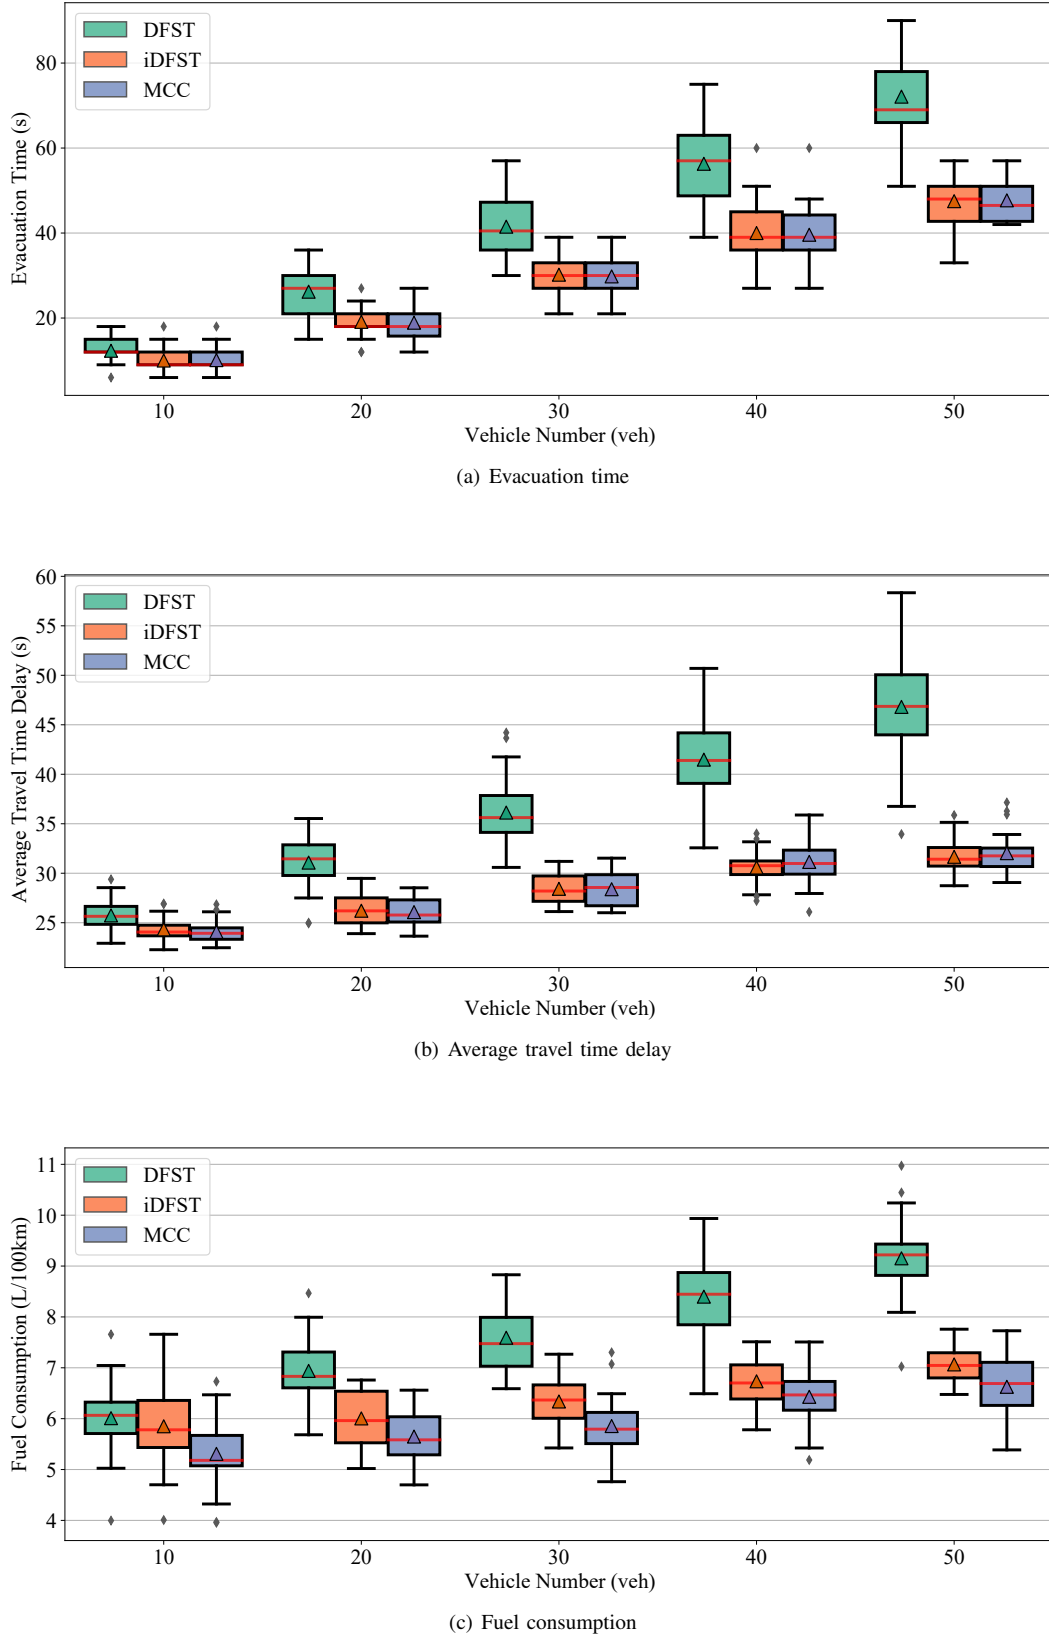 DFST
iDFST
MCC
80
60
40
20
Evacuation Time (s)
10 20 30 40 50
Vehicle Number (veh)
(a) Evacuation time
60
55
50
45
40
35
30
25
DFST
iDFST
MCC
Average Travel Time Delay (s)
10 20 30 40 50
Vehicle Number (veh)
(b) Average travel time delay
11
10
9
8
7
6
5
4
DFST
iDFST
MCC
Fuel Consumption (L/100km)
10 20 30 40 50
Vehicle Number (veh)
(c) Fuel consumption